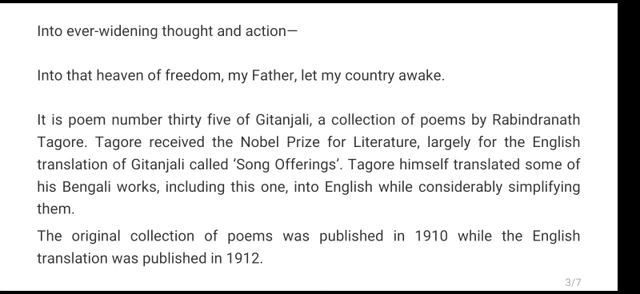 Into ever-widening thought and action—
Into that heaven of freedom, my Father, let my country awake.
It is poem number thirty five of Gitanjali, a collection of poems by Rabindranath
Tagore. Tagore received the Nobel Prize for Literature, largely for the English
translation of Gitanjali called ‘Song Offerings’. Tagore himself translated some of
his Bengali works, including this one, into English while considerably simplifying
them.
The original collection of poems was published in 1910 while the English
translation was published in 1912.
3/7